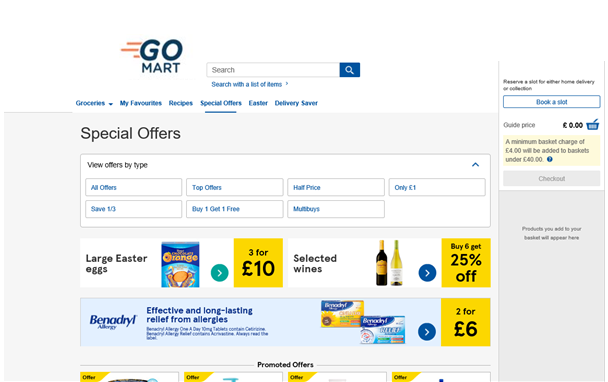 GO
MART
Search
Search with a list of items
Groceries
My Favourites
Recipes
Special Offers
Easter
Delivery Saver
Reserve a slot for either home delivery
or collection
Book a slot
Guide price
£ 0.00
A minimum basket charge of
£4.00 will be added to baskets
under £40.00.
Checkout
Products you add to your
basket will appear here
Special Offers
View offers by type
All Offers
Top Offers
Half Price
Only £1
Save 1/3
Buy 1 Get 1 Free
Multibuys
Large Easter
eggs
Orange
3 for
£10
Selected
wines
Buy 6 get
25%
off
Benadryl
Allergy
Effective and long-lasting
relief from allergies
Benadryl Allergy One A Day 10mg Tablets contain Cetirizine.
Benadryl Allergy Relief contains Acrivastine. Always read the
label.
Benadryl
Benadryl
RELIEF
2 for
£6
Promoted Offers
Offer
Offer
Offer
Offer